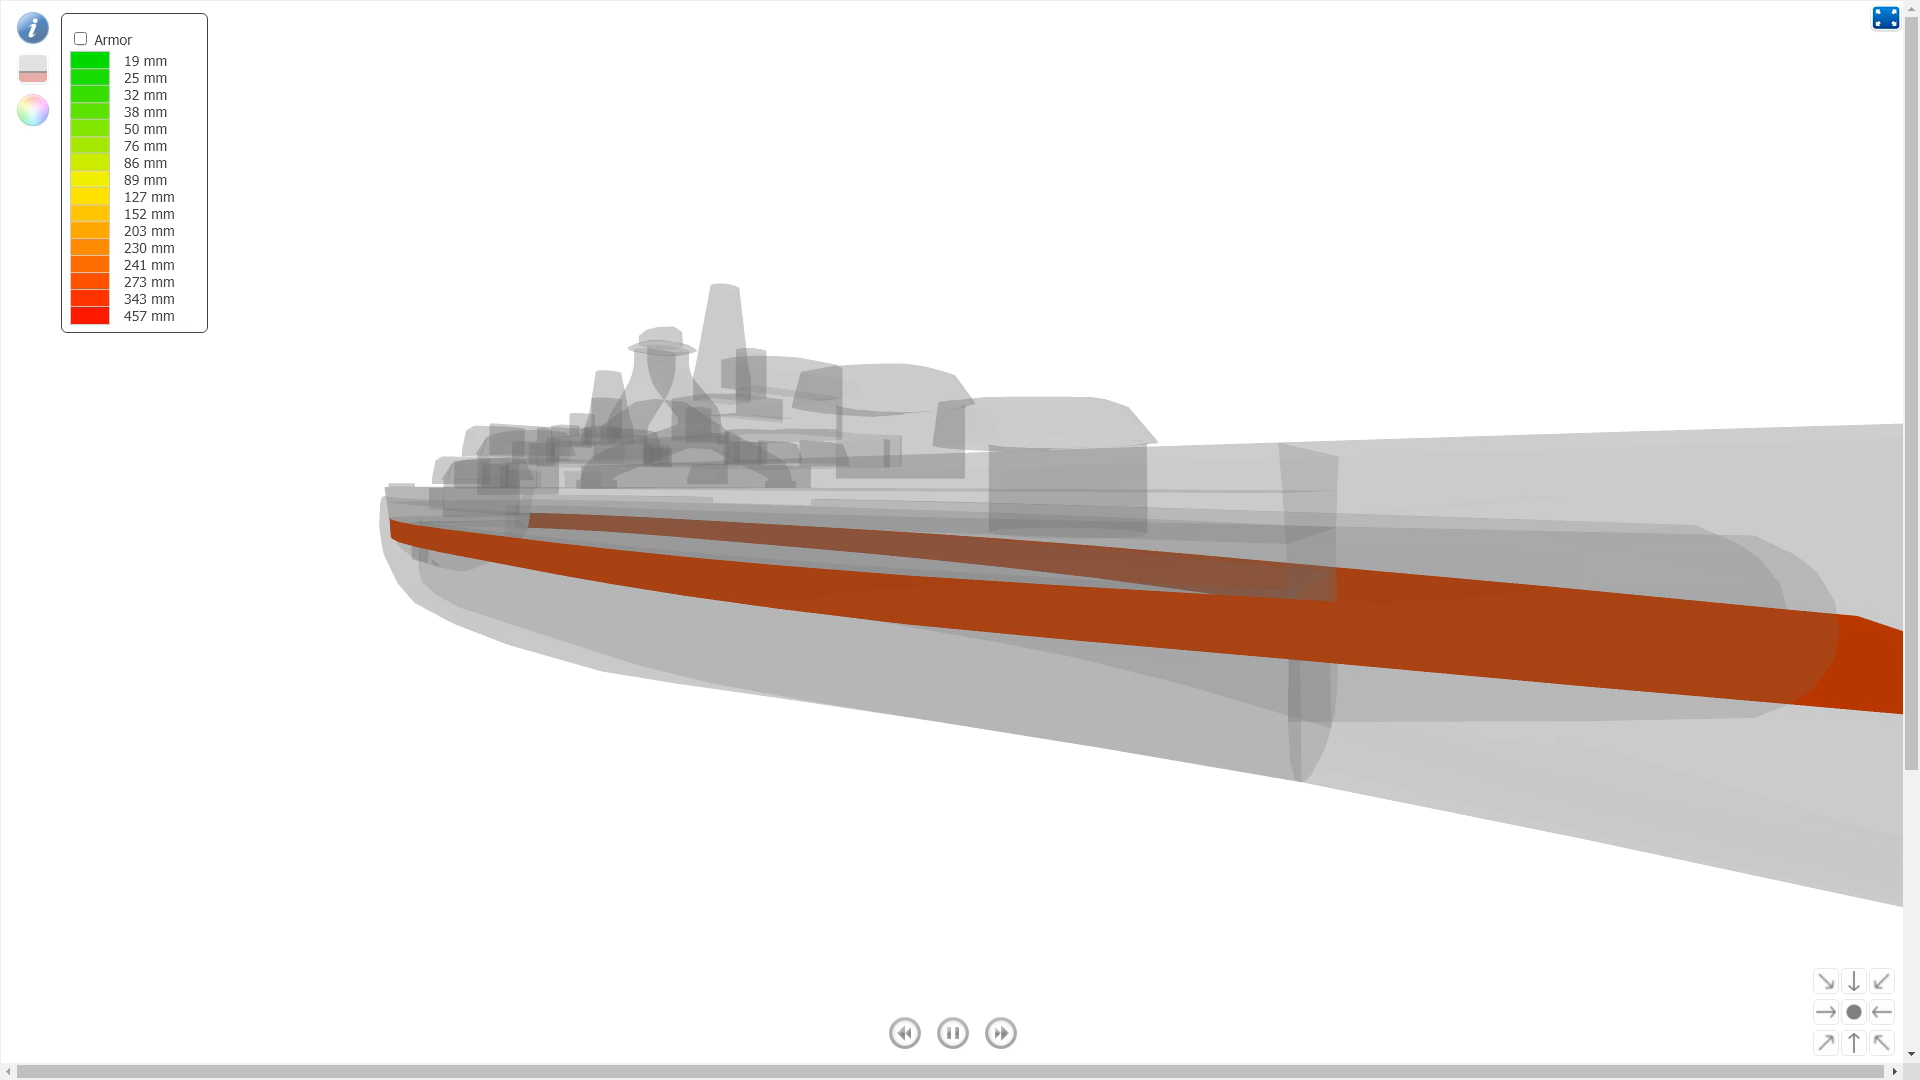 Armor
19 mm
25 mm
32 mm
38 mm
50 mm
76 mm
86 mm
89 mm
127 mm
152 mm
203 mm
230 mm
241 mm
273 mm
343 mm
457 mm